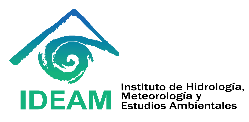 IDEAM
Instituto de Hidrología,
Meteorología y
Estudios Ambientales